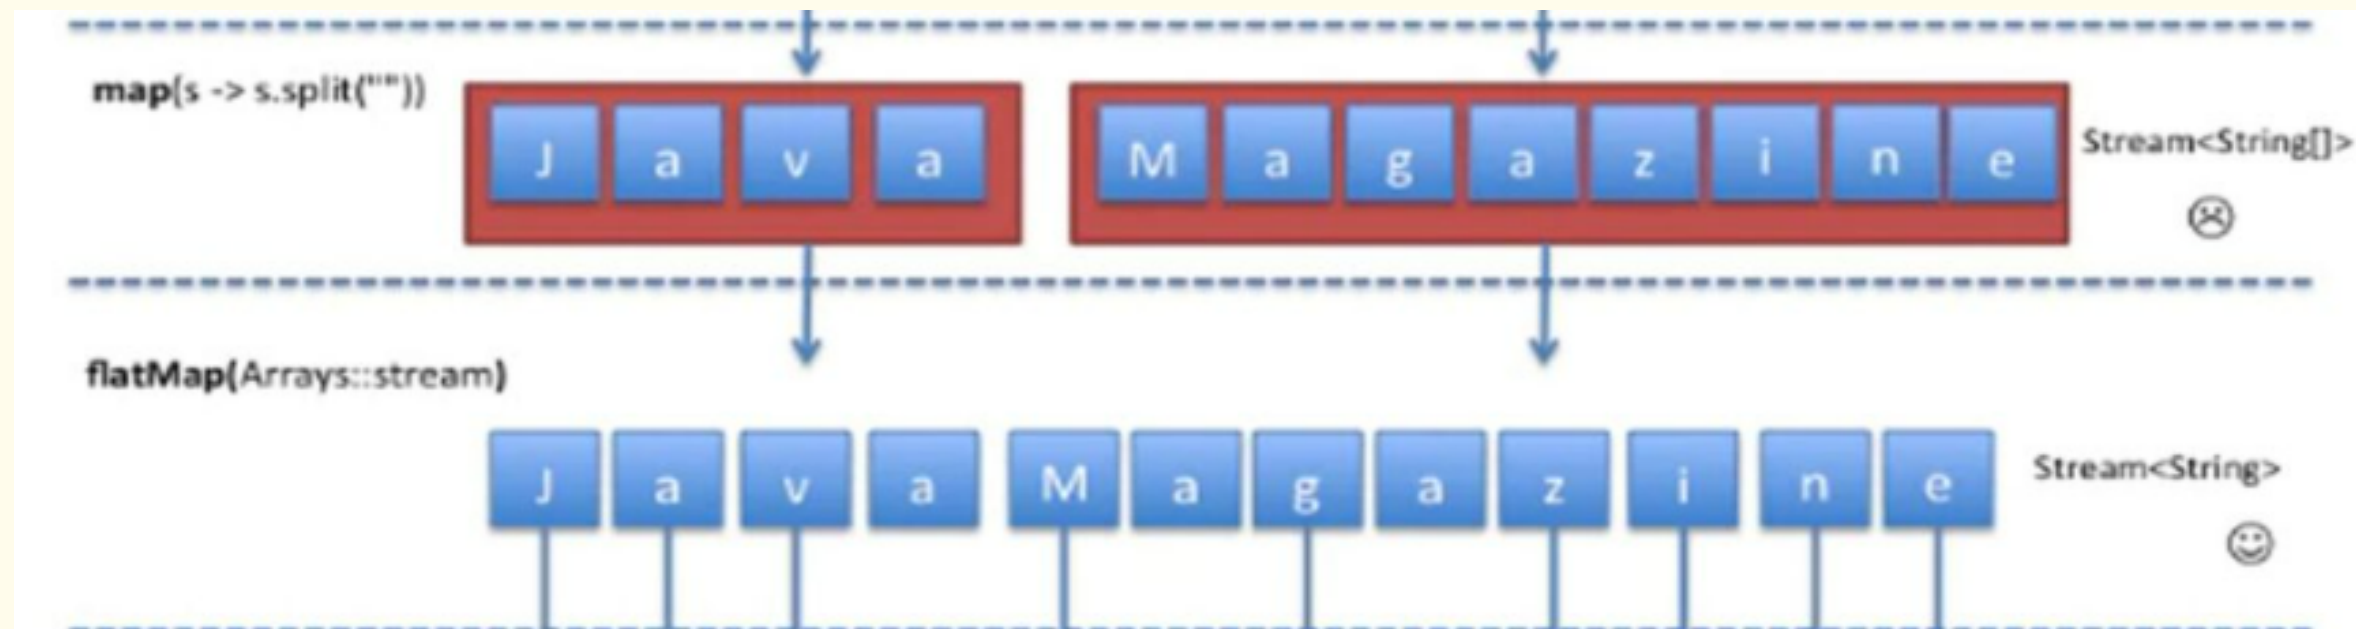 map(s -> s.split(""))
J a v a
M a g a z i n e
Stream<String[]>
flatMap(Arrays::stream)
J a v a M a g a z i n e
Stream<String>